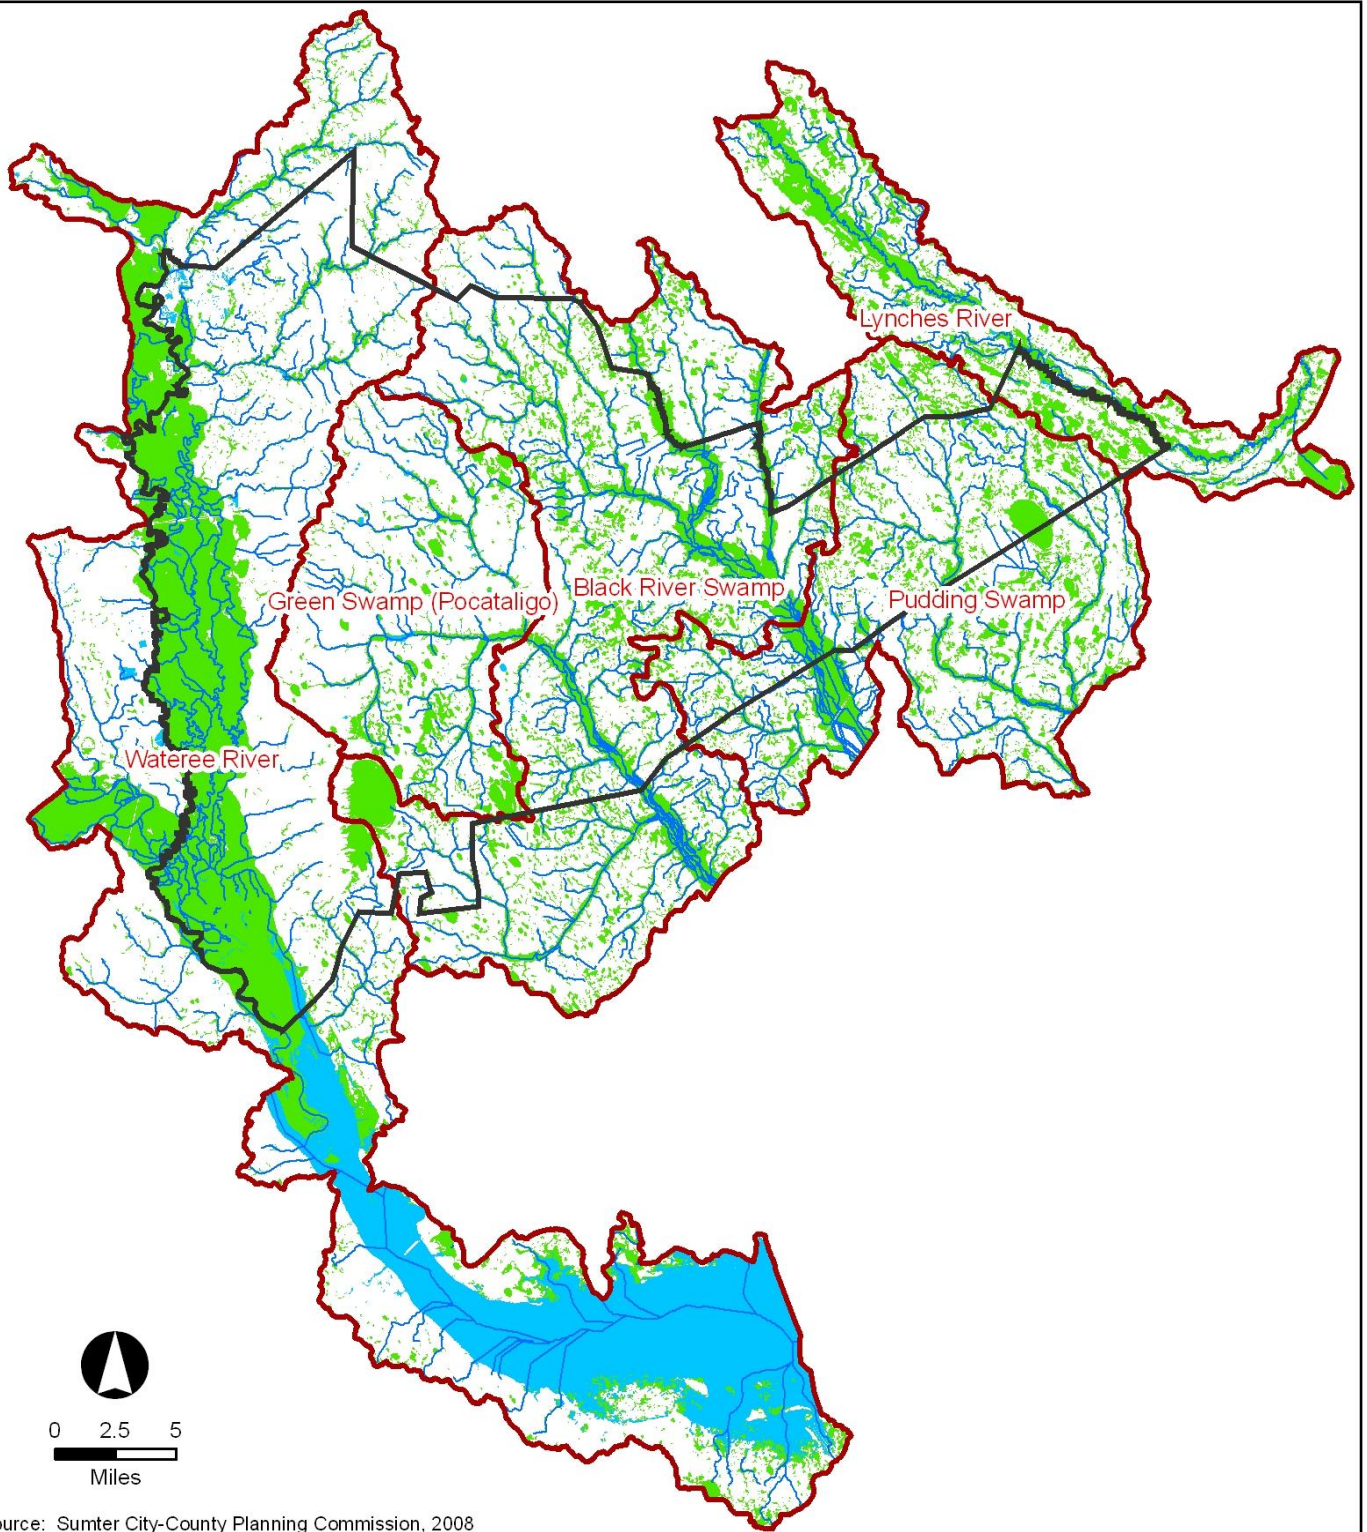 Lynches River
Black River Swamp
Green Swamp (Pocataligo)
Pudding Swamp
Wateree River
0 2.5 5
Miles
ource: Sumter City-County Planning Commission, 2008